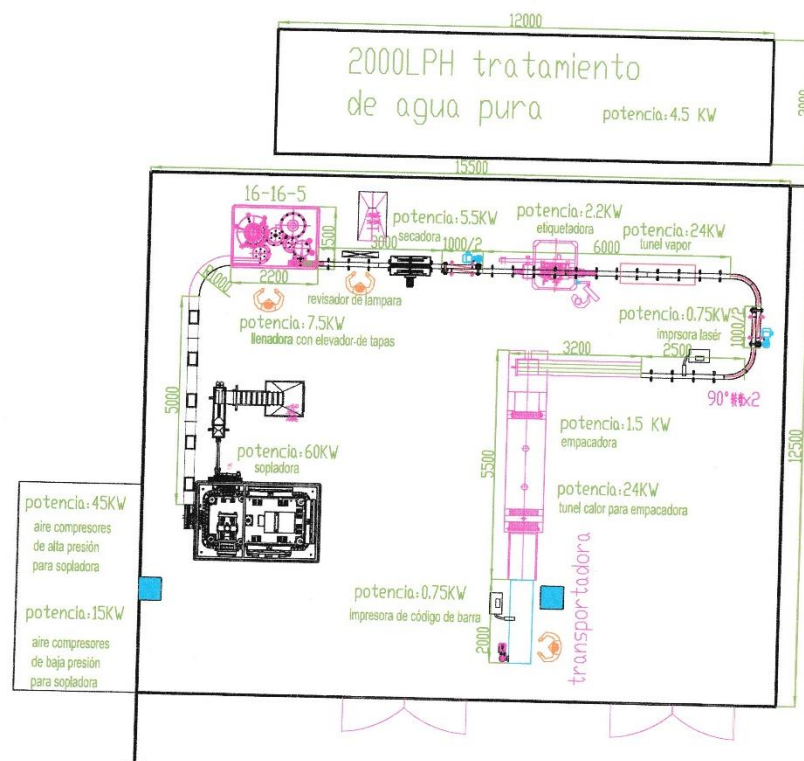 12000
2000LPH tratamiento
de agua pura
potencia:4.5 KW
15500
16-16-5
1500
2200
potencia:5.5KW
secadora
3000
1000/2
potencia:2.2KW
etiquetadora
6000
potencia:24KW
tunel vapor
revisador de lampara
potencia:7.5KW
llenadora con elevador-de tapas
potencia:0.75KW
imprsora lasér
1000/2
3200
2500
90°
x2
5000
potencia:60KW
sopladora
5500
potencia:1.5 KW
empacadora
potencia:24KW
tunel calor para empacadora
12500
potencia:45KW
aire compresores
de alta presión
para sopladora
potencia:15KW
aire compresores
de baja presión
para sopladora
potencia:0.75KW
impresora de código de barra
2000
transportadora